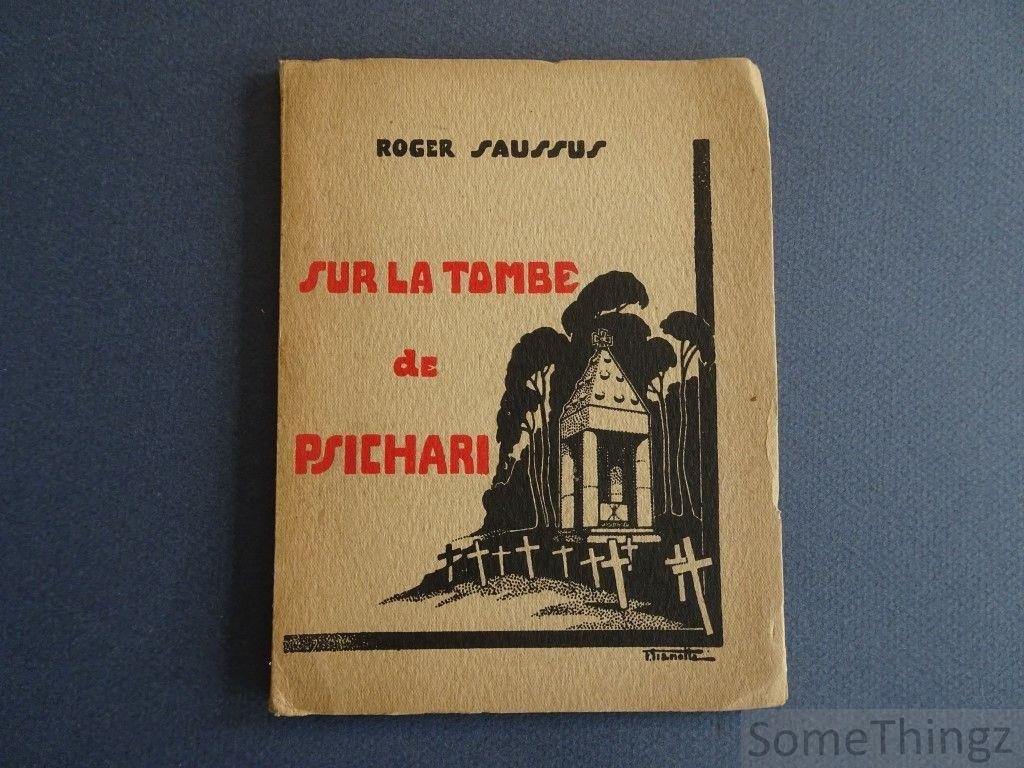 ROGER SAUSSUS
SUR LA TOMBE
de
PSICHARI
SomeThingz